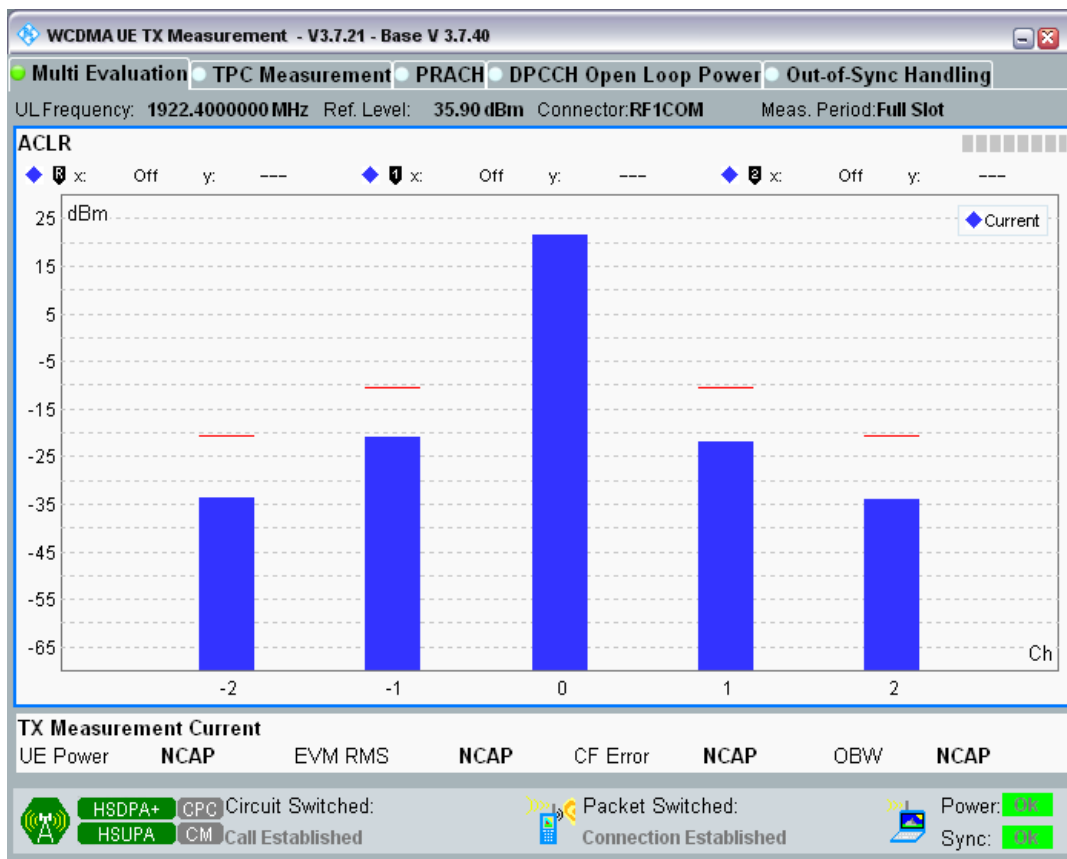 WCDMA UE TX Measurement - V3.7.21 - Base V 3.7.40
Multi Evaluation TPC Measurement PRACH DPCCH Open Loop Power Out-of-Sync Handling
UL Frequency: 1922.4000000 MHz Ref. Level: 35.90 dBm Connector:RF1COM Meas. Period:Full Slot
ACLR
R x: Off y: --- 1 x: Off y: --- 2 x: Off y: ---
dBm
Current
25
15
5
-5
-15
-25
-35
-45
-55
-65
Ch
-2 -1 0 1 2
TX Measurement Current
UE Power NCAP EVM RMS NCAP CF Error NCAP OBW NCAP
HSDPA+ CPC Circuit Switched: Packet Switched: Power: OK
HSUPA CM Call Established Connection Established Sync: OK